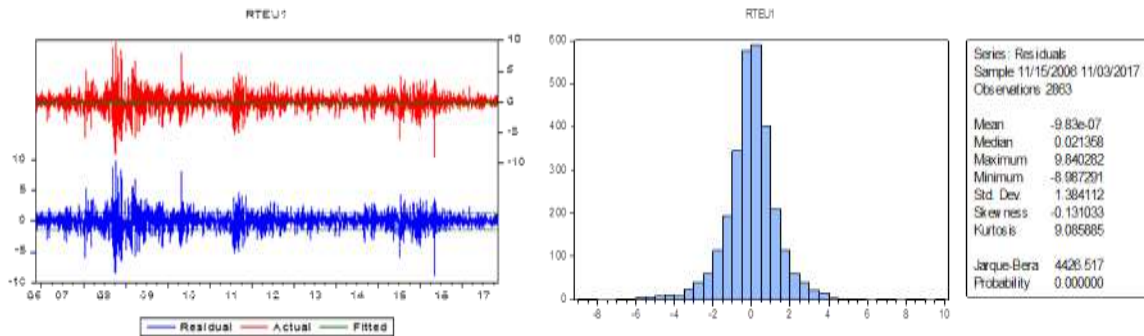 RTEU1
10
5
0
-5
-10
10
5
0
-5
-10
06 07 08 09 10 11 12 13 14 15 16 17
Residual Actual Fitted
RTEU1
600
500
400
300
200
100
0
-8 -6 -4 -2 0 2 4 6 8 10
Series: Residuals
Sample 11/15/2006 11/03/2017
Observations 2863
Mean -9.83e-07
Median 0.021358
Maximum 9.840282
Minimum -8.987291
Std. Dev. 1.384112
Skewness -0.131033
Kurtosis 9.085885
Jarque-Bera 4426.517
Probability 0.000000